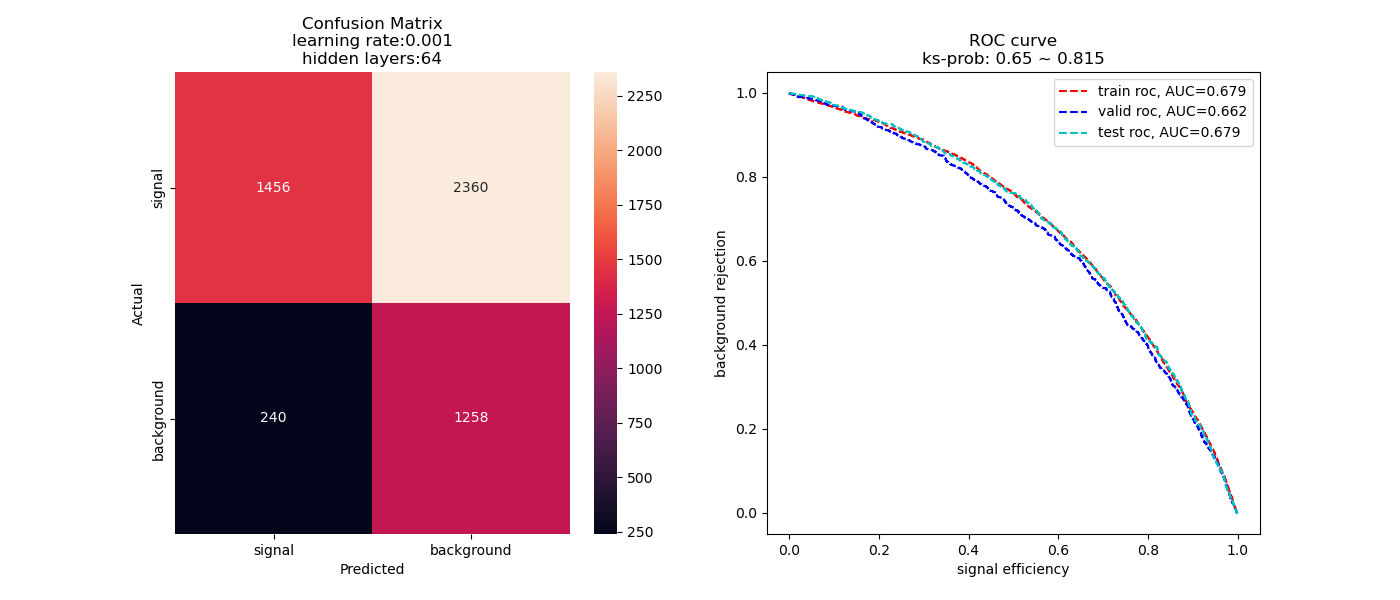 Confusion Matrix
learning rate:0.001
hidden layers:64
signal
background
Actual
1456
2360
240
1258
signal
background
Predicted
2250
2000
1750
1500
1250
1000
750
500
250
ROC curve
ks-prob: 0.65 ~ 0.815
train roc, AUC=0.679
valid roc, AUC=0.662
test roc, AUC=0.679
background rejection
1.0
0.8
0.6
0.4
0.2
0.0
0.0
0.2
0.4
0.6
0.8
1.0
signal efficiency